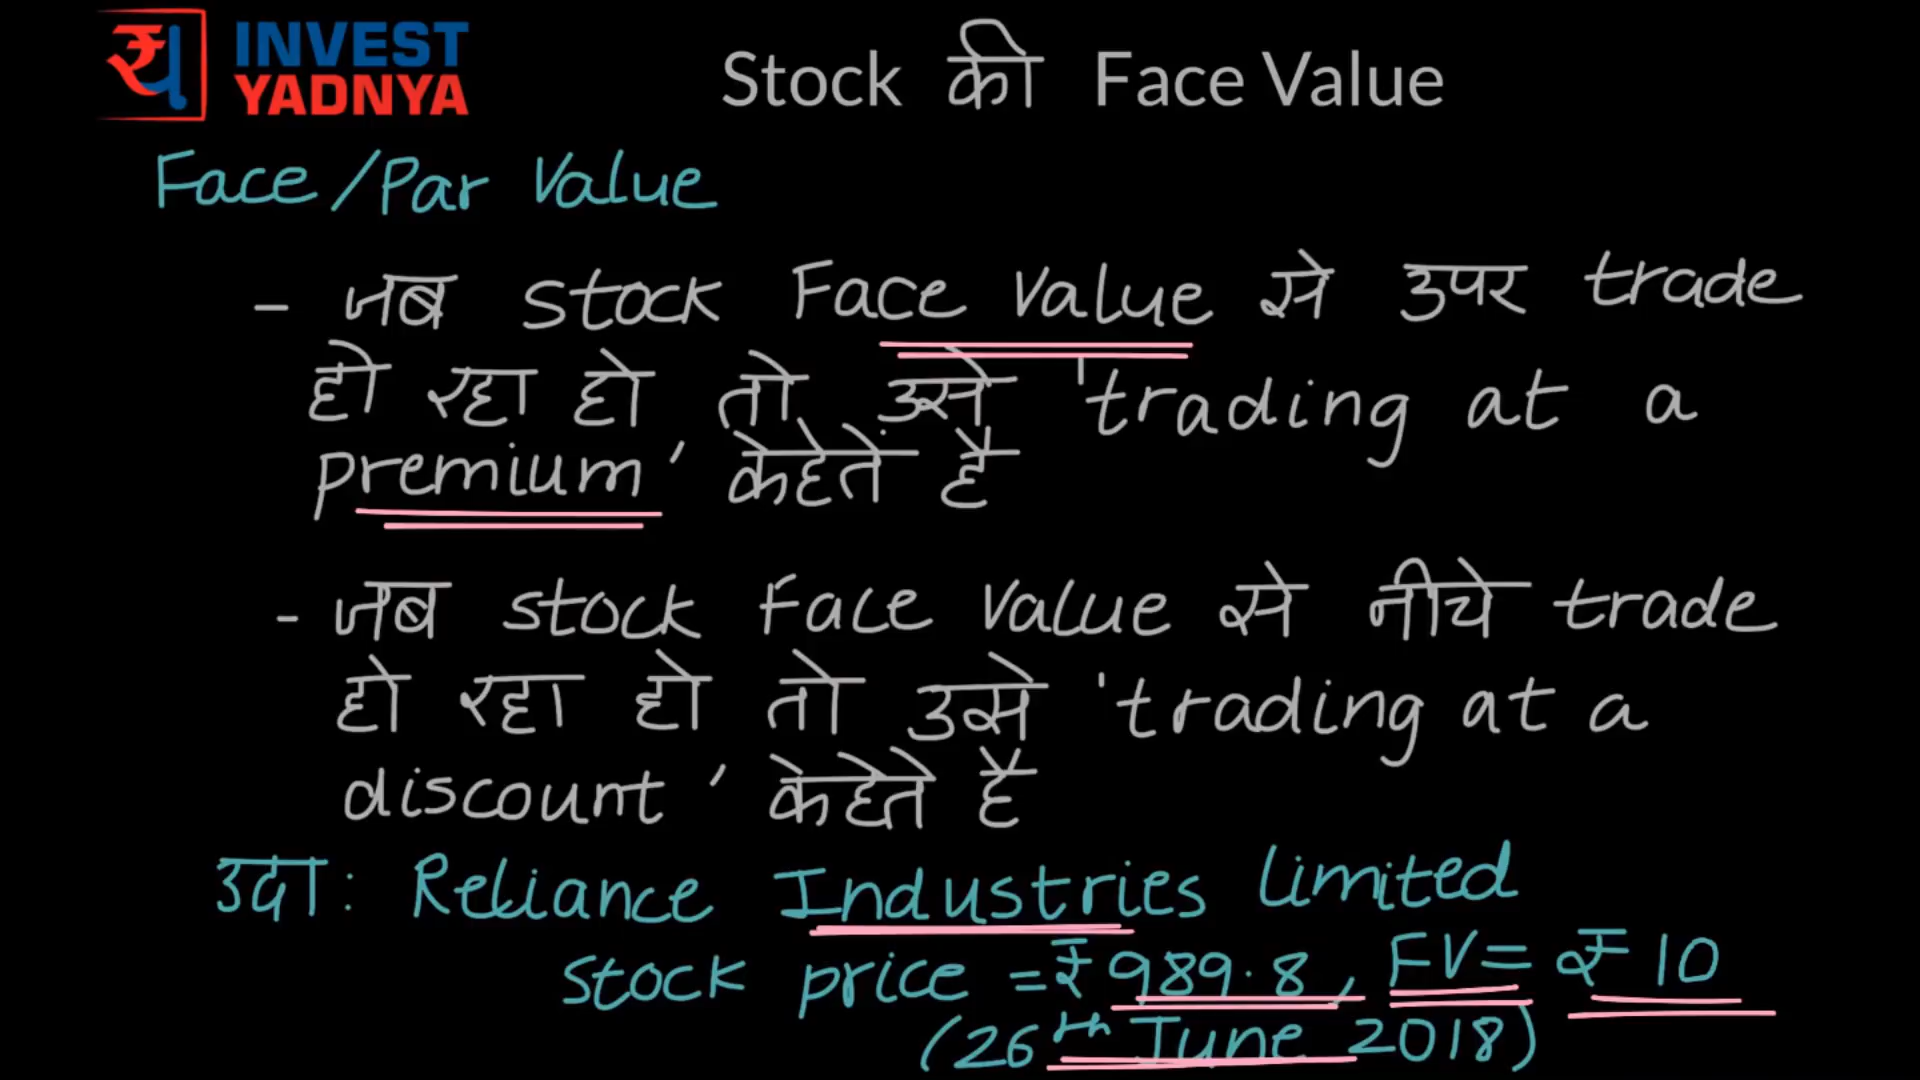 INVEST
YADNYA
Stock की Face Value
Face/Par Value
- जब stock Face Value से उपर trade
हो रहा हो तो उसे 'trading at a
premium' केहेते है
- जब stock Face Value से नीचे trade
हो रहा हो तो उसे 'trading at a
discount' केहेते है
उदा: Reliance Industries Limited
stock price = ₹ 989.8, FV= ₹ 10
(26th June 2018)